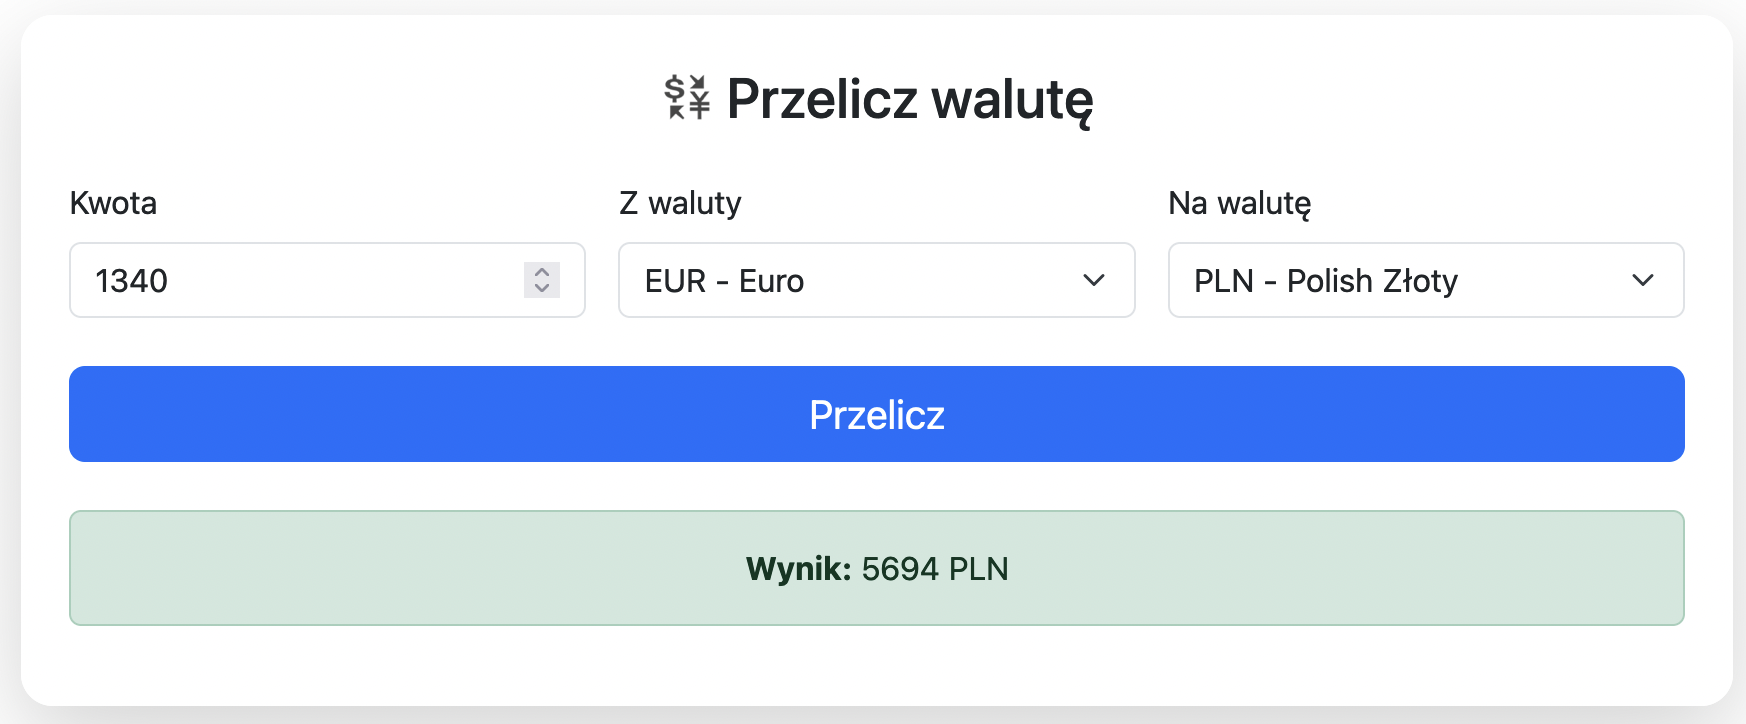 Przelicz walutę
Kwota
Z waluty
Na walutę
1340
EUR - Euro
PLN - Polish Złoty
Przelicz
Wynik: 5694 PLN